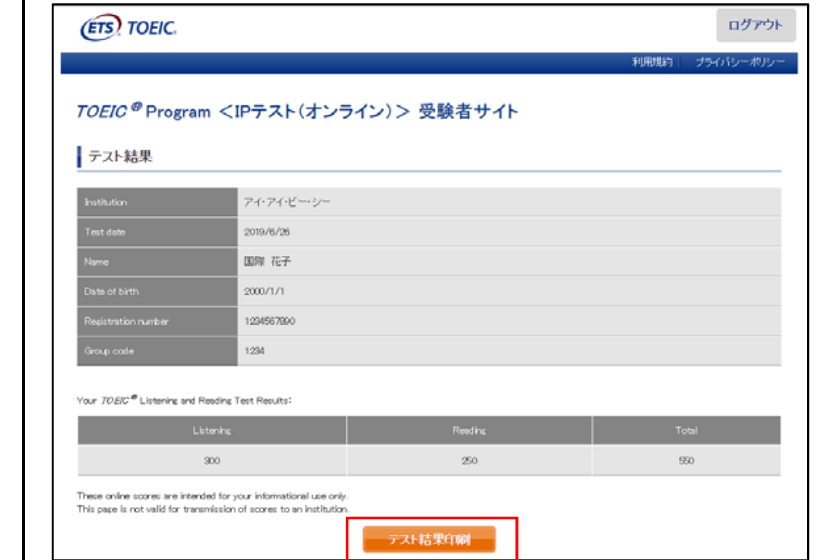 ETS TOEIC.
ログアウト
利用規約 プライバシーポリシー
TOEIC® Program ＜IPテスト(オンライン)＞ 受験者サイト
テスト結果
Institution アイ・アイ・ビー・シー
Test date 2019/6/26
Name 国際 花子
Date of birth 2000/1/1
Registration number 1234567890
Group code 1234
Your TOEIC® Listening and Reading Test Results:
Listening Reading Total
300 250 550
These online scores are intended for your informational use only.
This page is not valid for transmission of scores to an institution.
テスト結果印刷